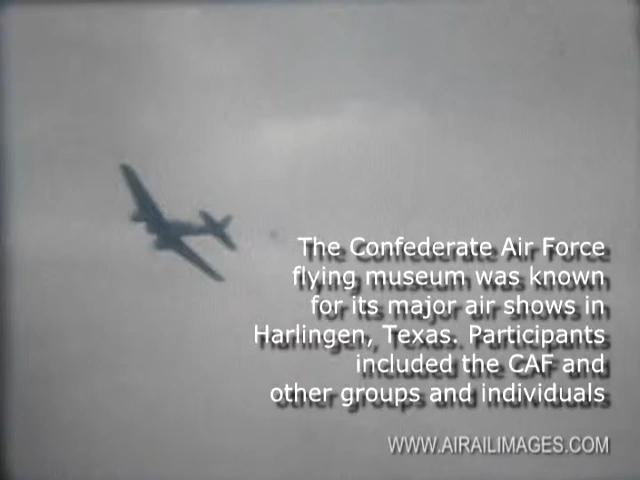 The Confederate Air Force
flying museum was known
for its major air shows in
Harlingen, Texas. Participants
included the CAF and
other groups and individuals
WWW.AIRAILIMAGES.COM